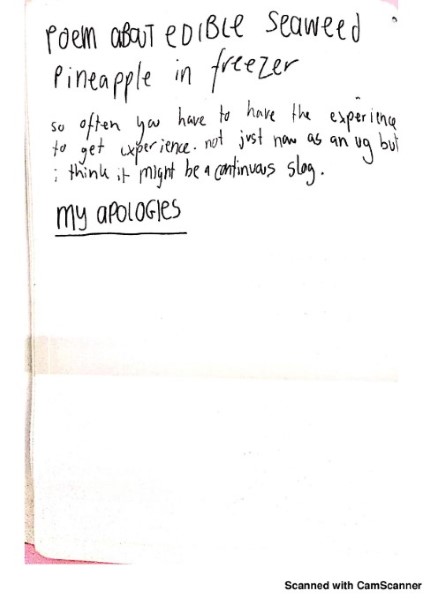 Poem about EDIBLE Seaweed
Pineapple in freezer
so often you have to have the experience
to get experience. not just now as an ug but
i think it might be a continuous slog.
MY APOLOGIES
Scanned with CamScanner